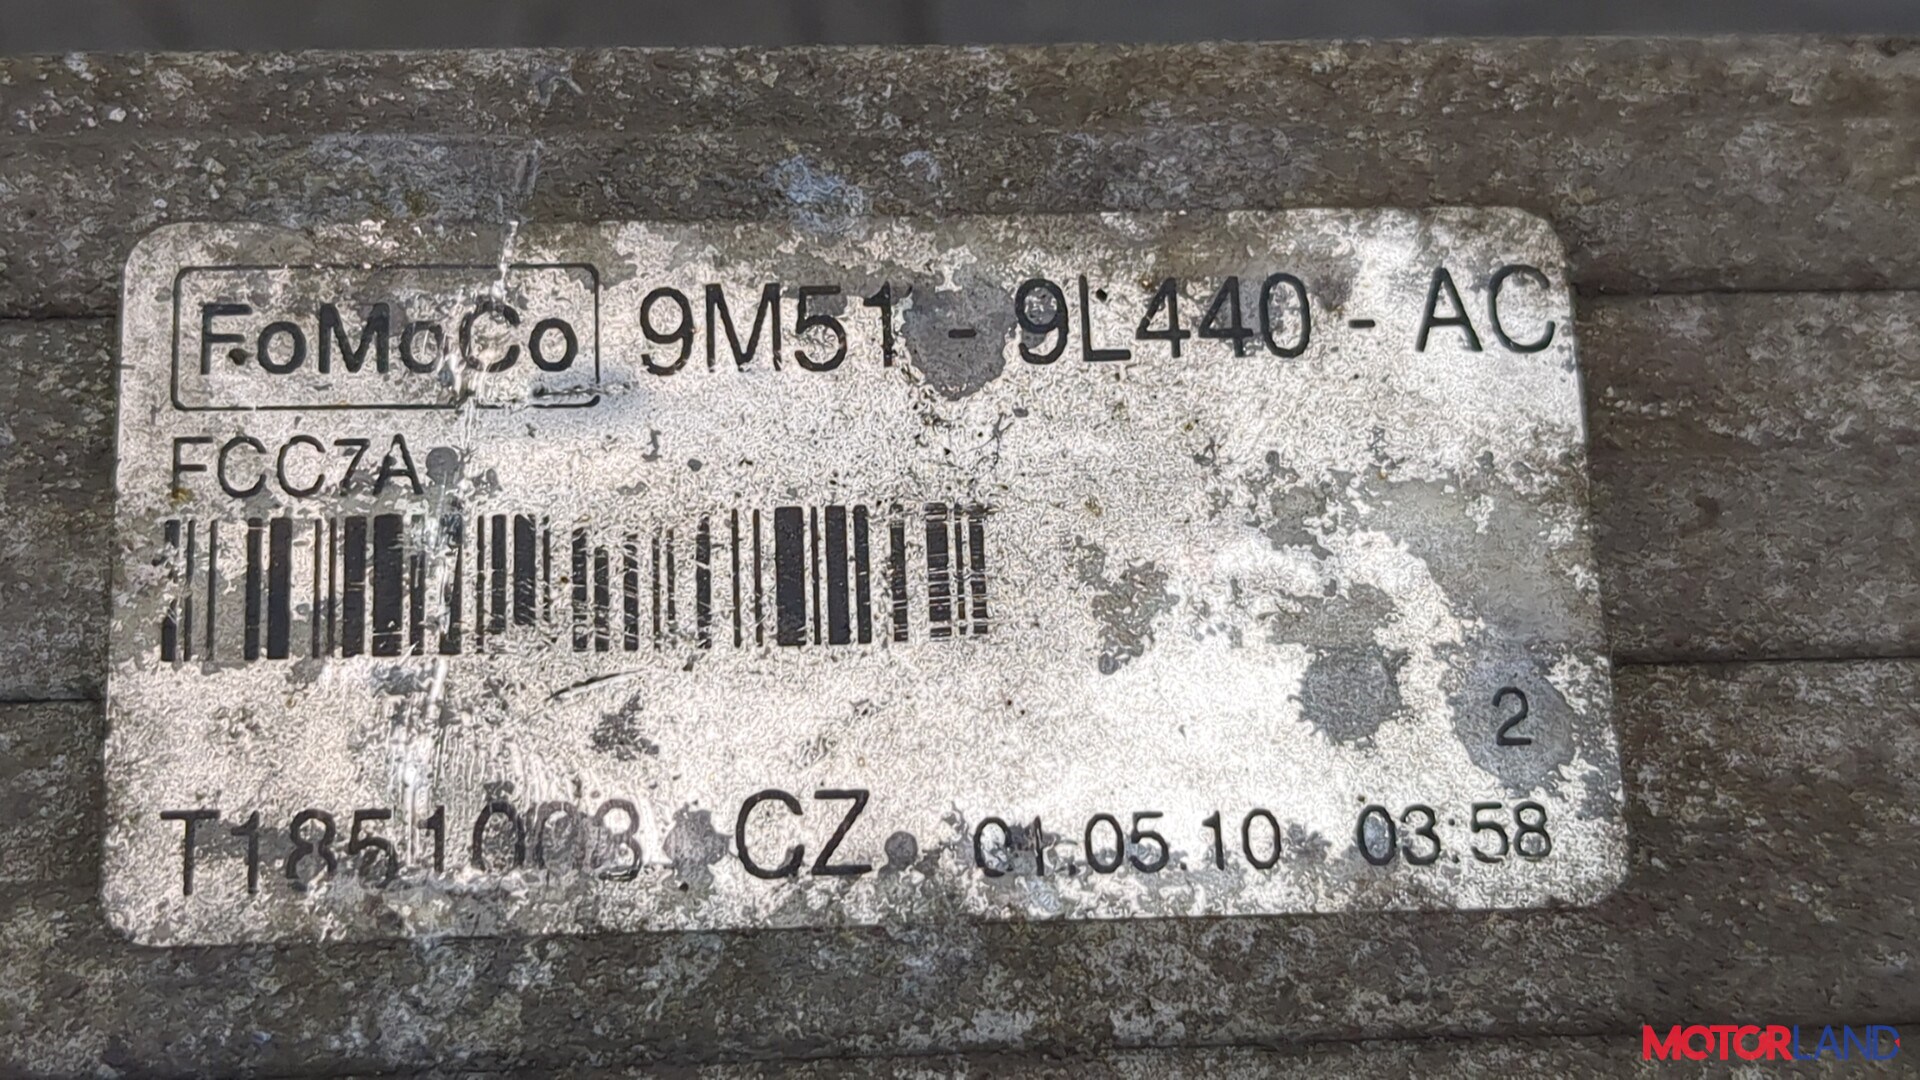 FoMoCo 9M51 - 9L440 - AC
FCC7A
2
T1851003 CZ 01.05.10 03:58
MOTORLAND